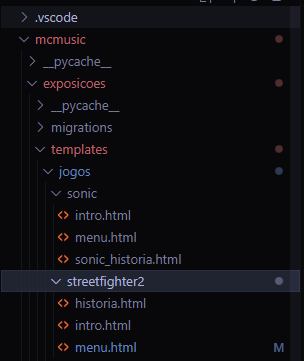 .vscode
mcmusic
__pycache__
exposicoes
__pycache__
migrations
templates
jogos
sonic
intro.html
menu.html
sonic_historia.html
streetfighter2
historia.html
intro.html
menu.html M